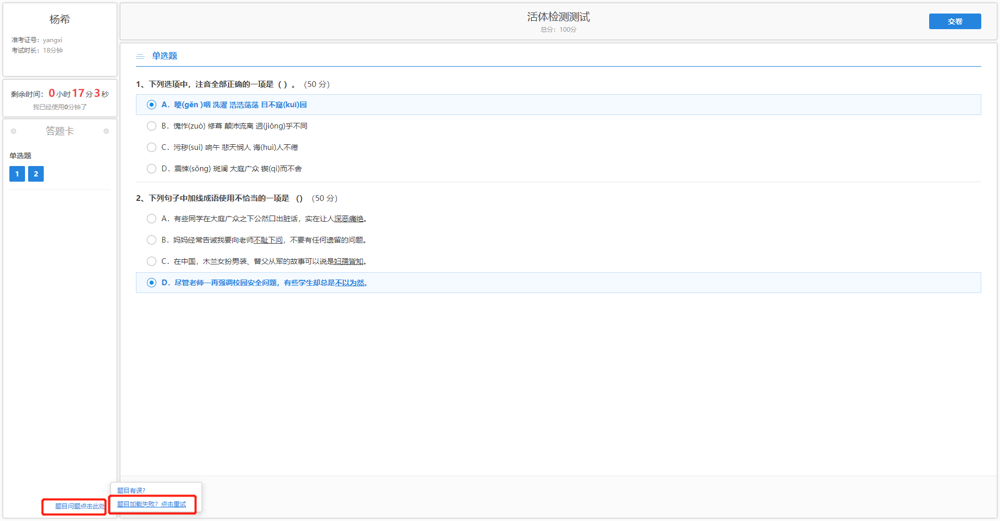 杨希
准考证号：yangxi
考试时长：18分钟
剩余时间：0小时17分3秒
我已经使用0分钟了
答题卡
单选题
1 2
题目问题点击此处
活体检测测试
总分：100分
交卷
单选题
1、下列选项中，注音全部正确的一项是（ ）。（50 分）
A．哽(gěn )咽 洗濯 浩浩荡荡 目不窥(kuī)园
B．愧怍(zuò) 修葺 颠沛流离 迥(jiǒng)乎不同
C．污秽(suì) 晌午 悲天悯人 诲(huì)人不倦
D．震悚(sǒng) 斑澜 大庭广众 锲(qì)而不舍
2、下列句子中加线成语使用不恰当的一项是 （）（50 分）
A．有些同学在大庭广众之下公然口出脏话，实在让人深恶痛绝。
B．妈妈经常告诫我要向老师不耻下问，不要有任何遗留的问题。
C．在中国，木兰女扮男装、替父从军的故事可以说是妇孺皆知。
D．尽管老师一再强调校园安全问题，有些学生却总是不以为然。
题目有误?
题目加载失败？点击重试